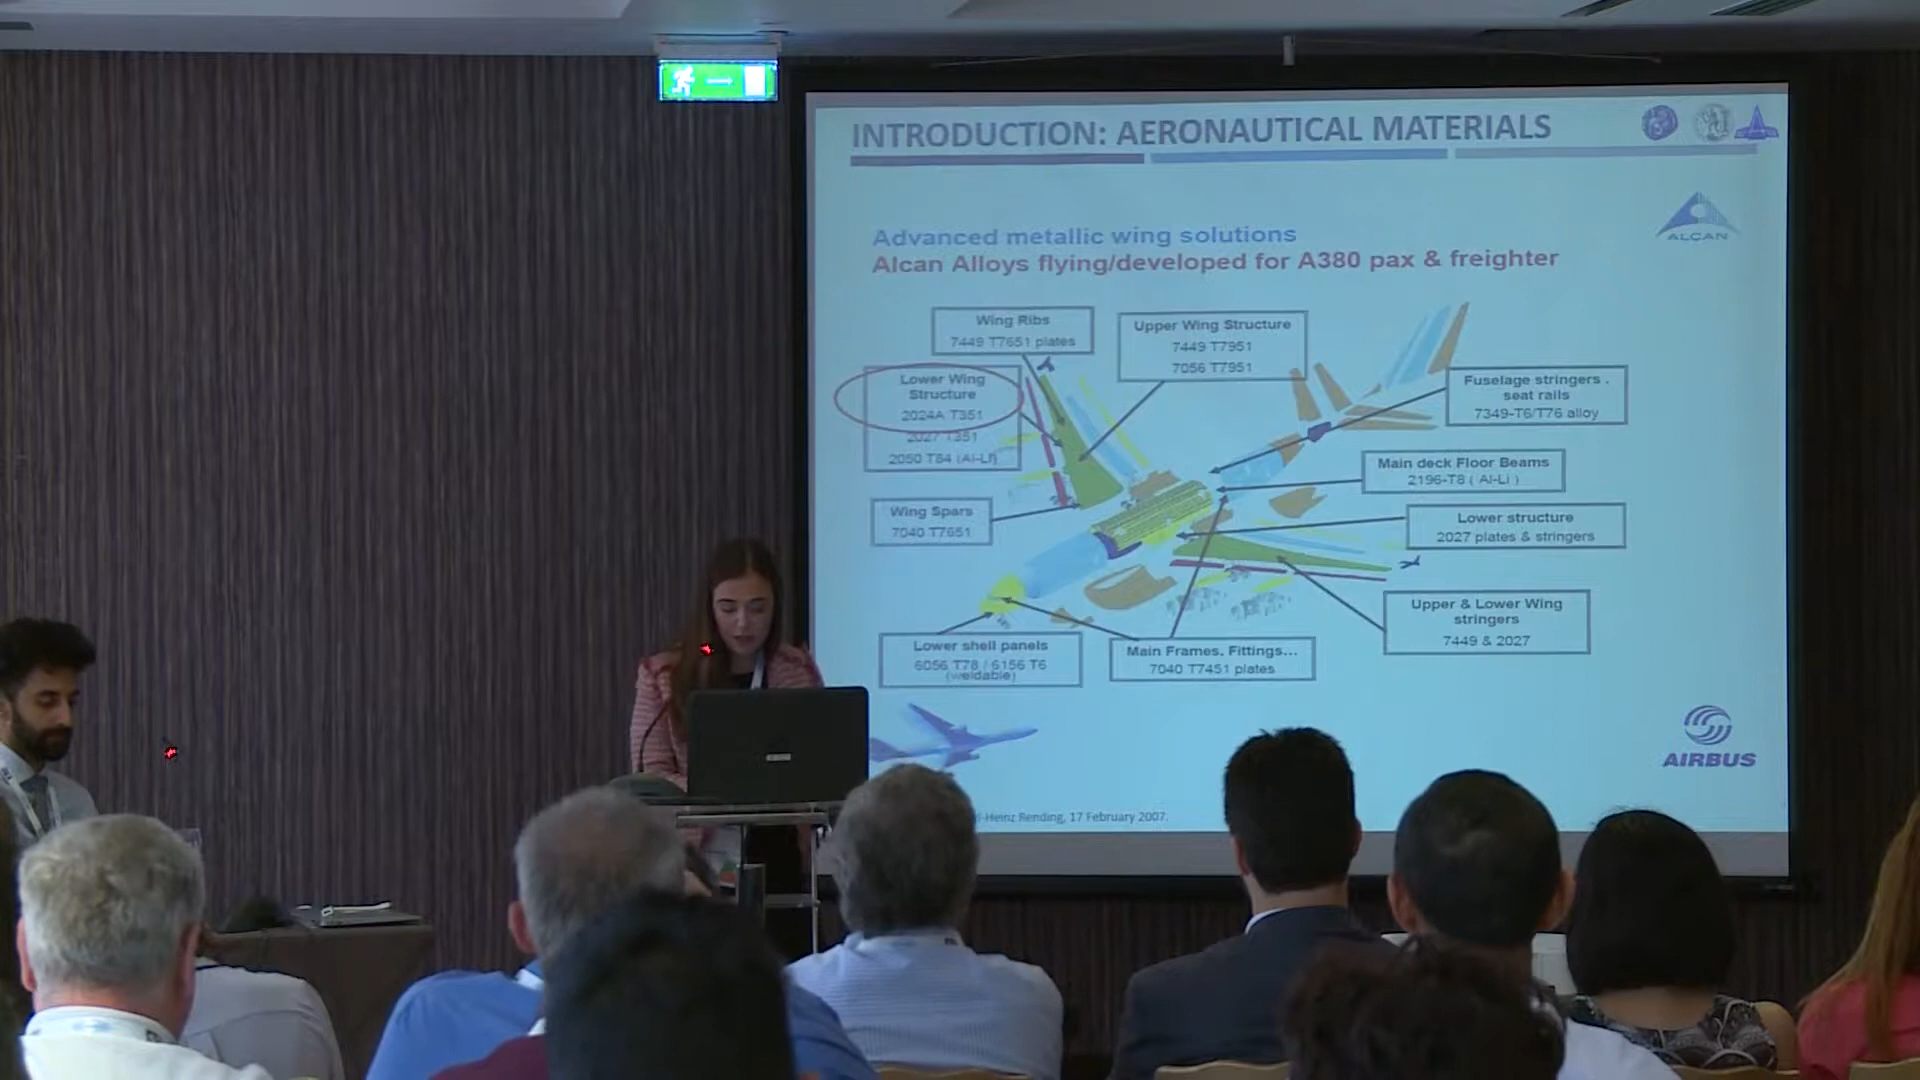 INTRODUCTION: AERONAUTICAL MATERIALS
ALCAN
Advanced metallic wing solutions
Alcan Alloys flying/developed for A380 pax & freighter
Wing Ribs
7449 T7651 plates
Upper Wing Structure
7449 T7951
7056 T7951
Lower Wing
Structure
2024A T351
2027 T351
2050 T84 (Al-Li)
Fuselage stringers .
seat rails
7349-T6/T76 alloy
Main deck Floor Beams
2196-T8 ( Al-Li )
Wing Spars
7040 T7651
Lower structure
2027 plates & stringers
Upper & Lower Wing
stringers
7449 & 2027
Lower shell panels
6056 T78 / 6156 T6
(weldable)
Main Frames. Fittings...
7040 T7451 plates
AIRBUS
-Heinz Rending, 17 February 2007.